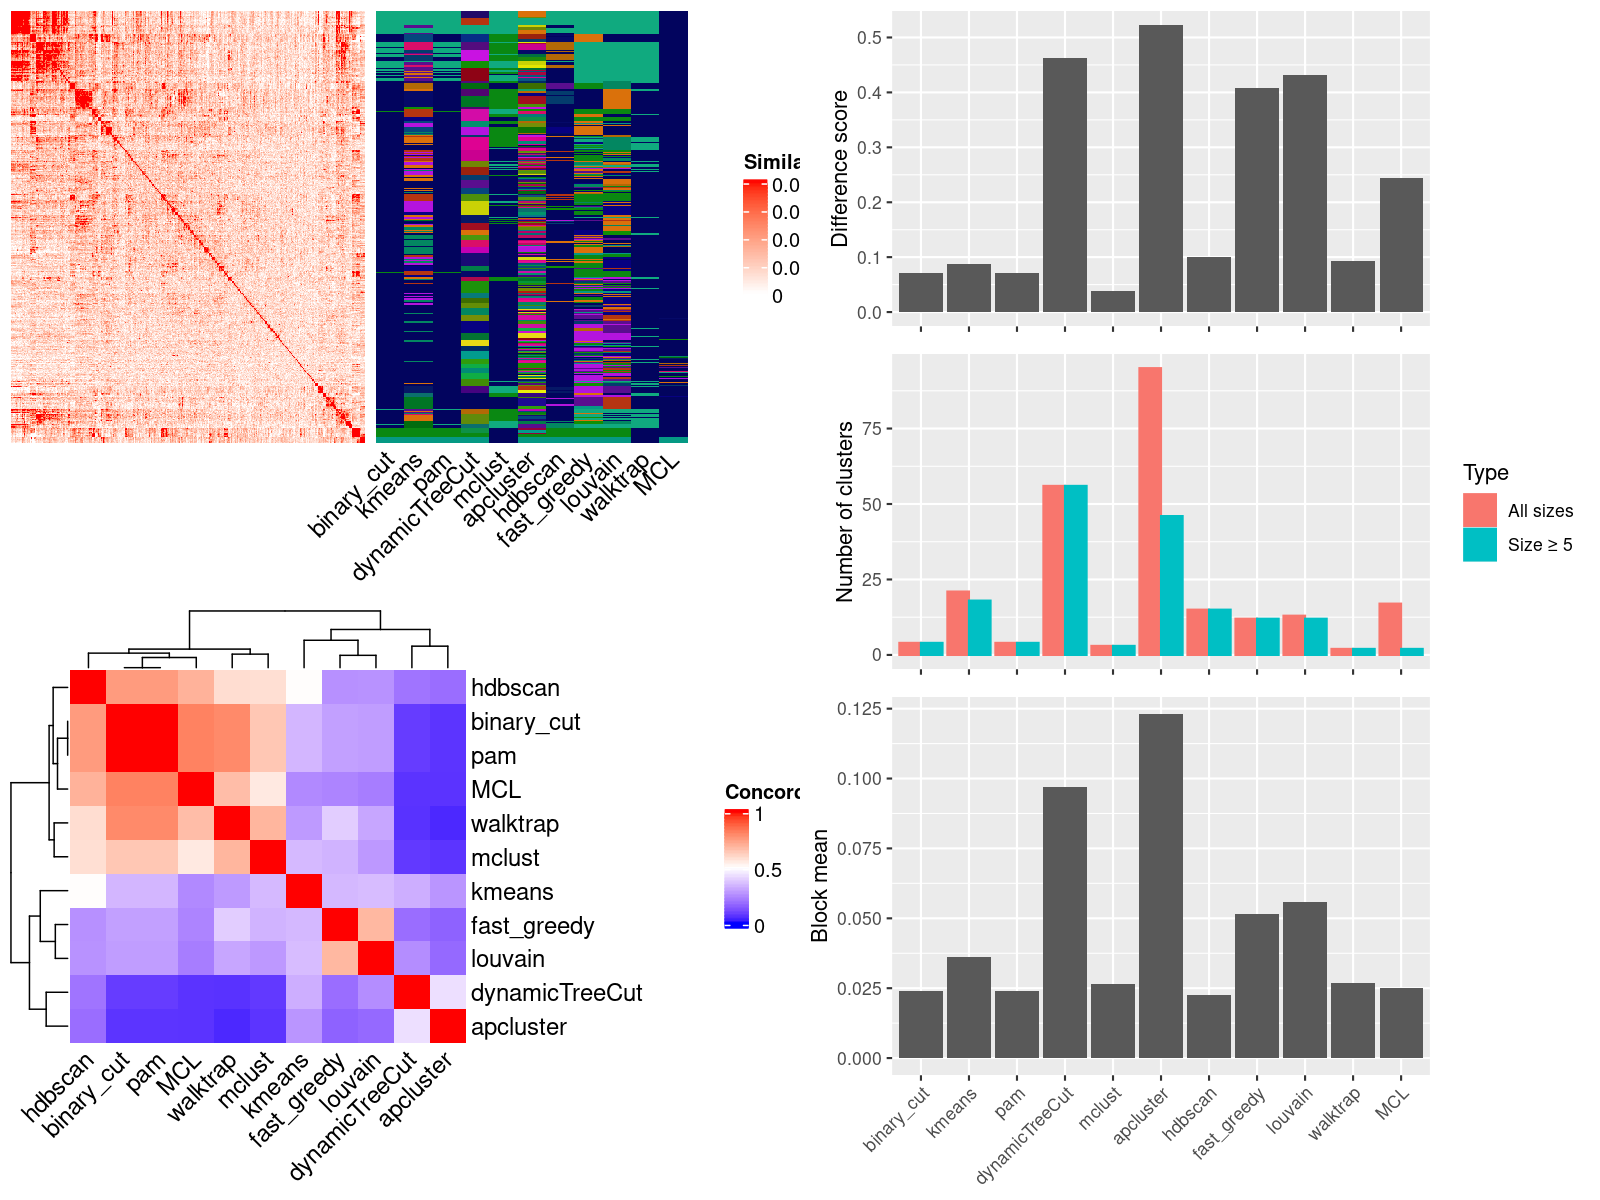 Simila
0.0
0.0
0.0
0.0
0
binary_cut
kmeans
pam
dynamicTreeCut
mclust
apcluster
hdbscan
fast_greedy
louvain
walktrap
MCL
hdbscan
binary_cut
pam
MCL
walktrap
mclust
kmeans
fast_greedy
louvain
dynamicTreeCut
apcluster
hdbscan
binary_cut
pam
MCL
walktrap
mclust
kmeans
fast_greedy
louvain
dynamicTreeCut
apcluster
Concord
1
0.5
0
Difference score
0.5
0.4
0.3
0.2
0.1
0.0
Number of clusters
75
50
25
0
Type
All sizes
Size ≥ 5
Block mean
0.125
0.100
0.075
0.050
0.025
0.000
binary_cut
kmeans
pam
dynamicTreeCut
mclust
apcluster
hdbscan
fast_greedy
louvain
walktrap
MCL